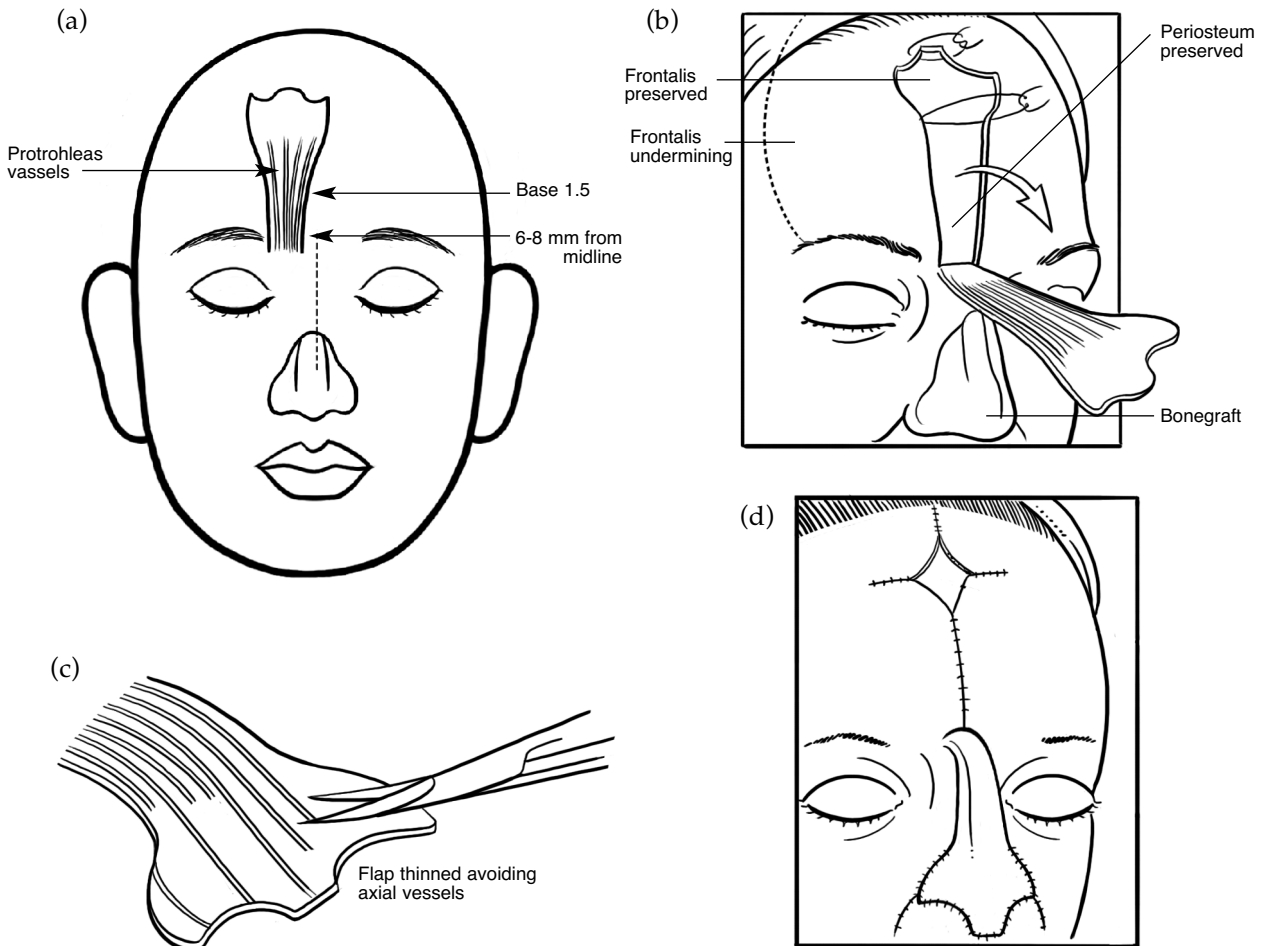 (a)
Protrohleas
vassels
Base 1.5
6-8 mm from
midline
(b)
Frontalis
preserved
Frontalis
undermining
Periosteum
preserved
Bonegraft
(c)
Flap thinned avoiding
axial vessels
(d)